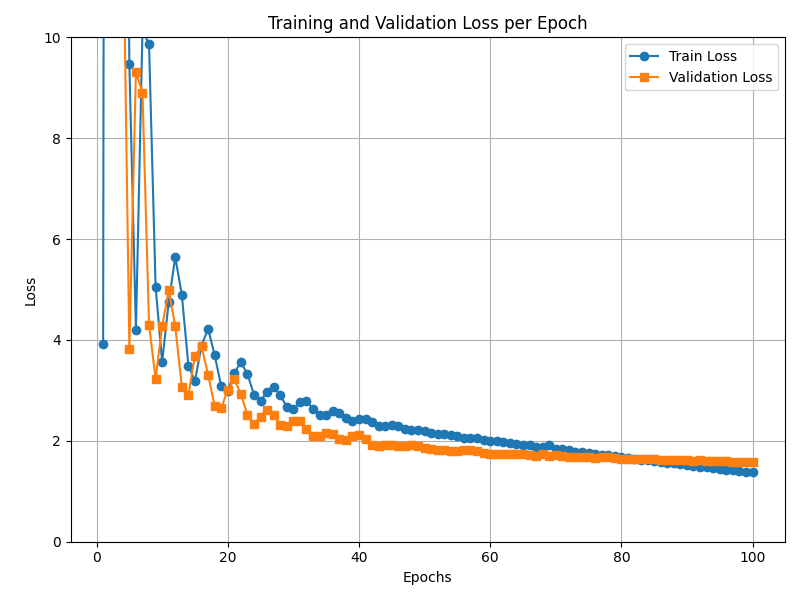 Training and Validation Loss per Epoch
Train Loss
Validation Loss
Loss
10
8
6
4
2
0
0 20 40 60 80 100
Epochs